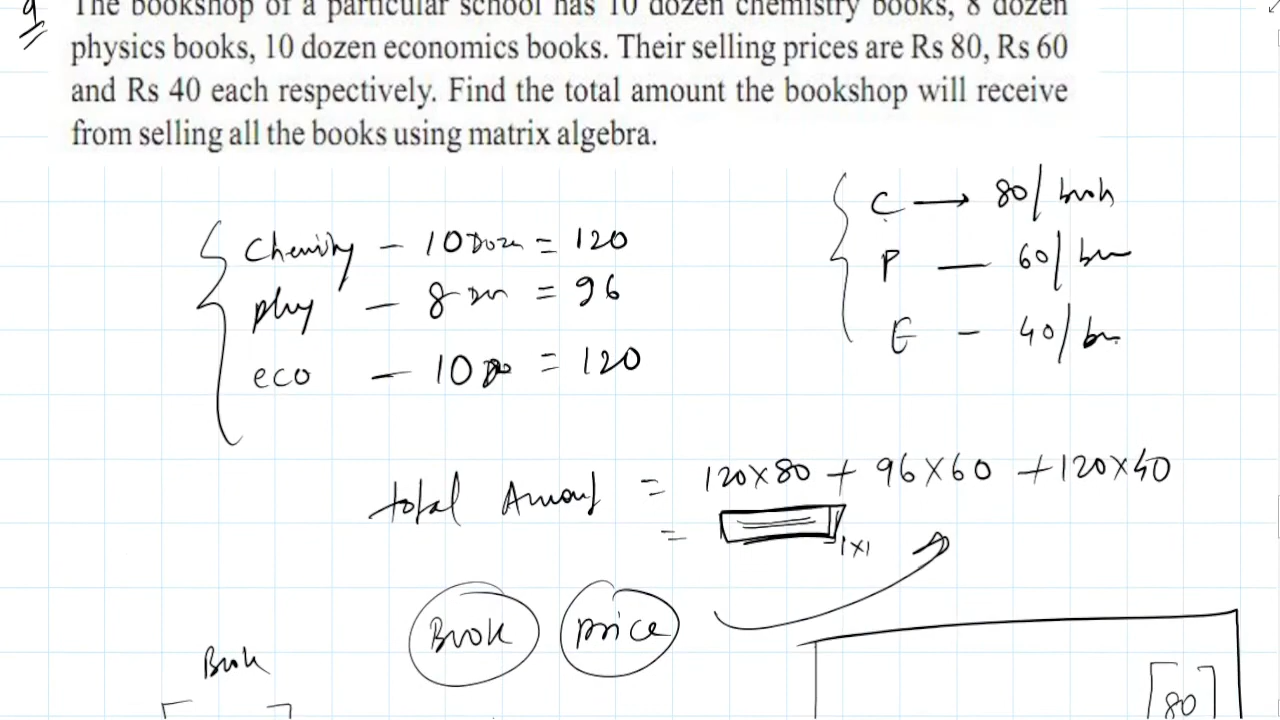 9
The bookshop of a particular school has 10 dozen chemistry books, 8 dozen
physics books, 10 dozen economics books. Their selling prices are Rs 80, Rs 60
and Rs 40 each respectively. Find the total amount the bookshop will receive
from selling all the books using matrix algebra.
C → 80/book
P — 60/
E – 40/
– 10 Doze = 120
phy – 8 = 96
eco – 10 = 120
total Amount = 120×80 + 96×60 + 120×40
= 1×1
Book price
Book
[ ] [80]